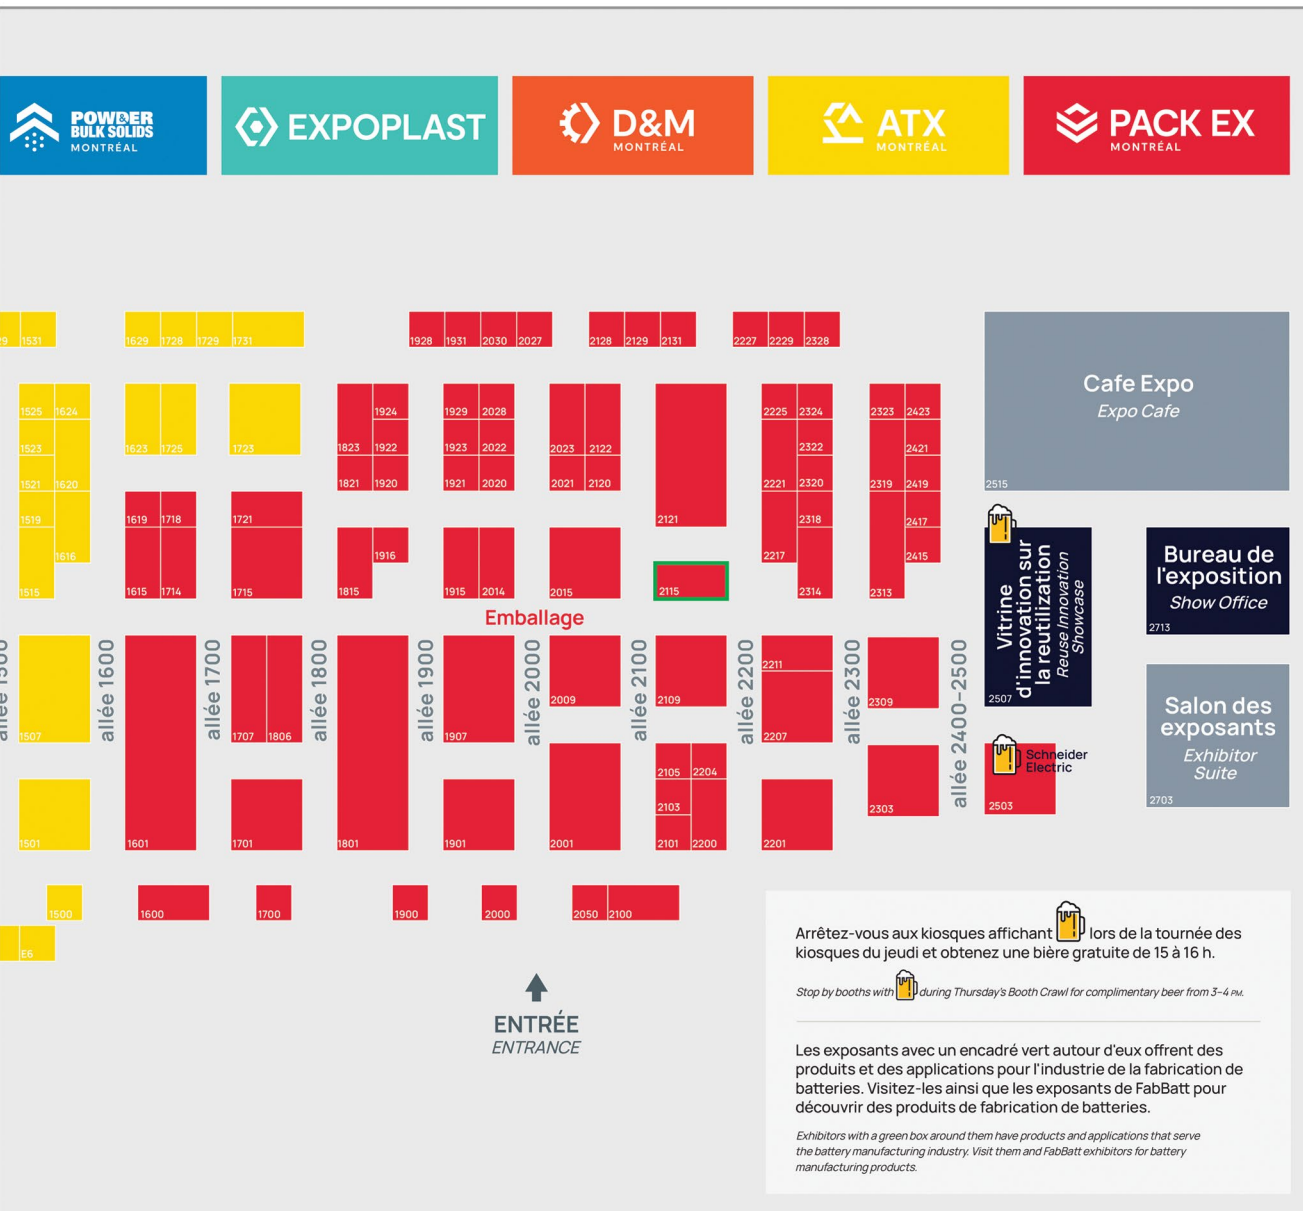 POWDER
BULK SOLIDS
MONTRÉAL
EXPOPLAST
D&M
MONTRÉAL
ATX
MONTRÉAL
PACK EX
MONTRÉAL
29 1531 1629 1728 1729 1731 1928 1931 2030 2027 2128 2129 2131 2227 2229 2328
1525 1624 1924 1929 2028 2225 2324 2323 2423
Cafe Expo
Expo Cafe
1523 1623 1725 1723 1823 1922 1923 2022 2023 2122 2322 2421
1521 1620 1821 1920 1921 2020 2021 2120 2221 2320 2319 2419 2515
1519 1619 1718 1721 2121 2318 2417
1616 1916 2217 2415
1515 1615 1714 1715 1815 1915 2014 2015 2115 2314 2313
Vitrine
d'innovation sur
la reutilization
Reuse Innovation
Showcase
2507
Bureau de
l'exposition
Show Office
2713
Emballage
allée 1500
allée 1600
allée 1700
allée 1800
allée 1900
allée 2000
allée 2100
allée 2200
allée 2300
allée 2400-2500
2211
2009 2109 2309
1507 1707 1806 1907 2207
Salon des
exposants
Exhibitor
Suite
2703
Schneider
Electric
2503
2105 2204
2103 2303
1501 1601 1701 1801 1901 2001 2101 2200 2201
1500 1600 1700 1900 2000 2050 2100
E6
ENTRÉE
ENTRANCE
Arrêtez-vous aux kiosques affichant lors de la tournée des
kiosques du jeudi et obtenez une bière gratuite de 15 à 16 h.
Stop by booths with during Thursday's Booth Crawl for complimentary beer from 3–4 PM.
Les exposants avec un encadré vert autour d'eux offrent des
produits et des applications pour l'industrie de la fabrication de
batteries. Visitez-les ainsi que les exposants de FabBatt pour
découvrir des produits de fabrication de batteries.
Exhibitors with a green box around them have products and applications that serve
the battery manufacturing industry. Visit them and FabBatt exhibitors for battery
manufacturing products.